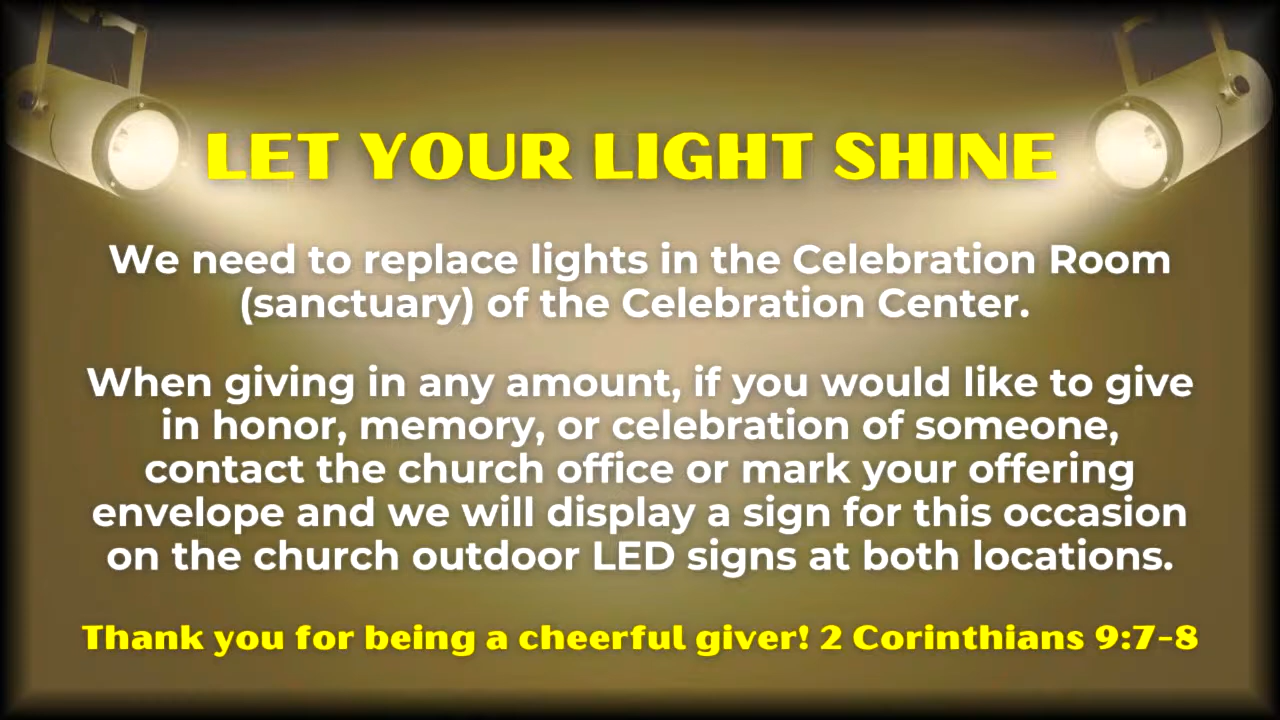 LET YOUR LIGHT SHINE
We need to replace lights in the Celebration Room
(sanctuary) of the Celebration Center.
When giving in any amount, if you would like to give
in honor, memory, or celebration of someone,
contact the church office or mark your offering
envelope and we will display a sign for this occasion
on the church outdoor LED signs at both locations.
Thank you for being a cheerful giver! 2 Corinthians 9:7-8